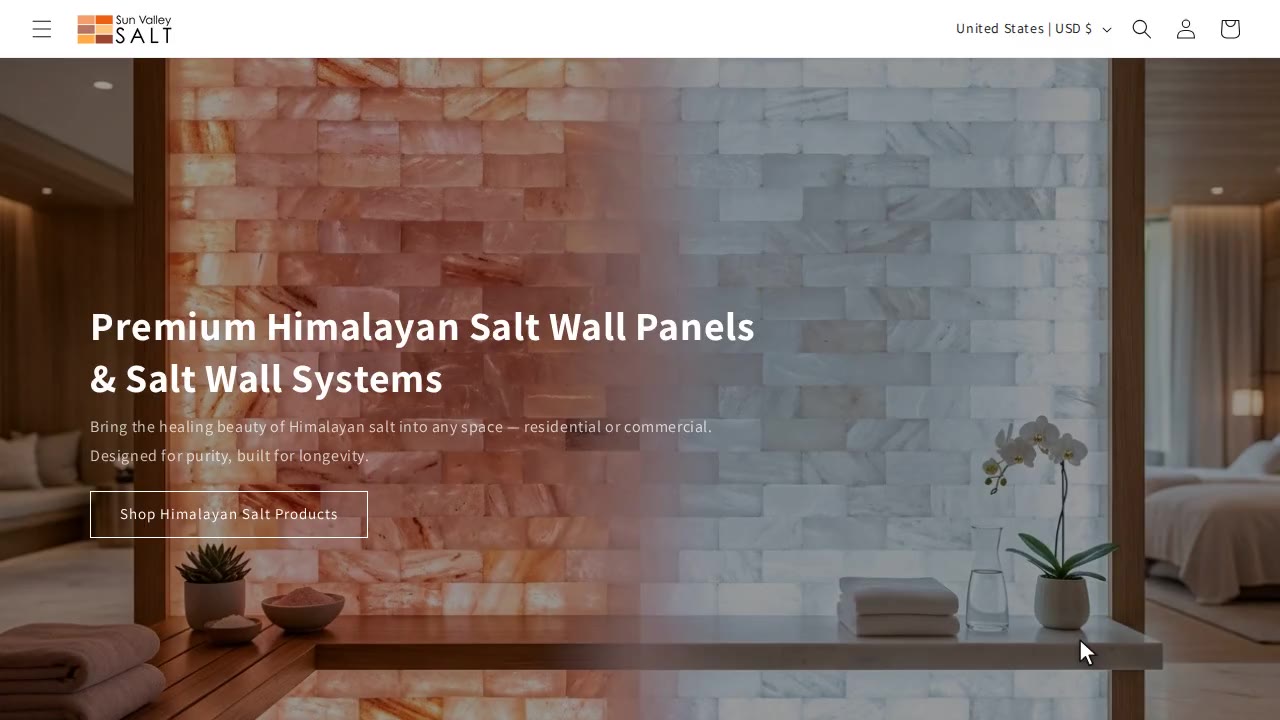 Sun Valley
SALT
United States | USD $
Premium Himalayan Salt Wall Panels
& Salt Wall Systems
Bring the healing beauty of Himalayan salt into any space — residential or commercial.
Designed for purity, built for longevity.
Shop Himalayan Salt Products